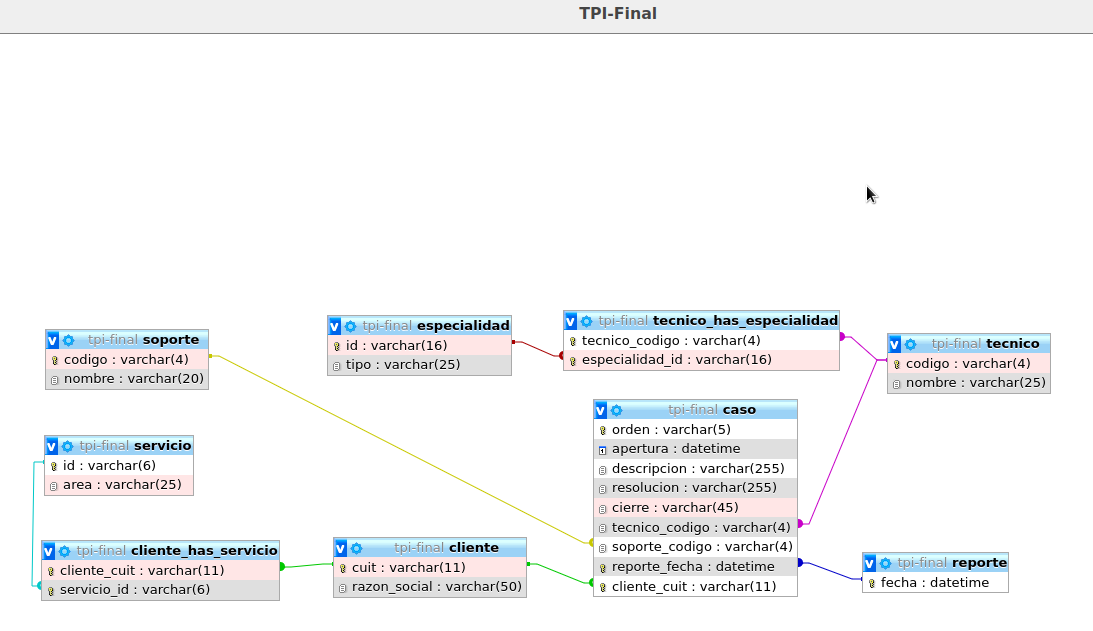 TPI-Final
tpi-final soporte
codigo : varchar(4)
nombre : varchar(20)
tpi-final especialidad
id : varchar(16)
tipo : varchar(25)
tpi-final tecnico_has_especialidad
tecnico_codigo : varchar(4)
especialidad_id : varchar(16)
tpi-final tecnico
codigo : varchar(4)
nombre : varchar(25)
tpi-final servicio
id : varchar(6)
area : varchar(25)
tpi-final caso
orden : varchar(5)
apertura : datetime
descripcion : varchar(255)
resolucion : varchar(255)
cierre : varchar(45)
tecnico_codigo : varchar(4)
soporte_codigo : varchar(4)
reporte_fecha : datetime
cliente_cuit : varchar(11)
tpi-final cliente_has_servicio
cliente_cuit : varchar(11)
servicio_id : varchar(6)
tpi-final cliente
cuit : varchar(11)
razon_social : varchar(50)
tpi-final reporte
fecha : datetime